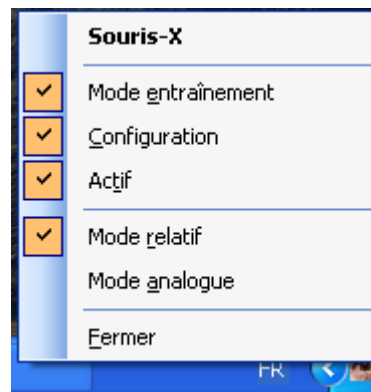 Souris-X
Mode entraînement
Configuration
Actif
Mode relatif
Mode analogue
Fermer
FR